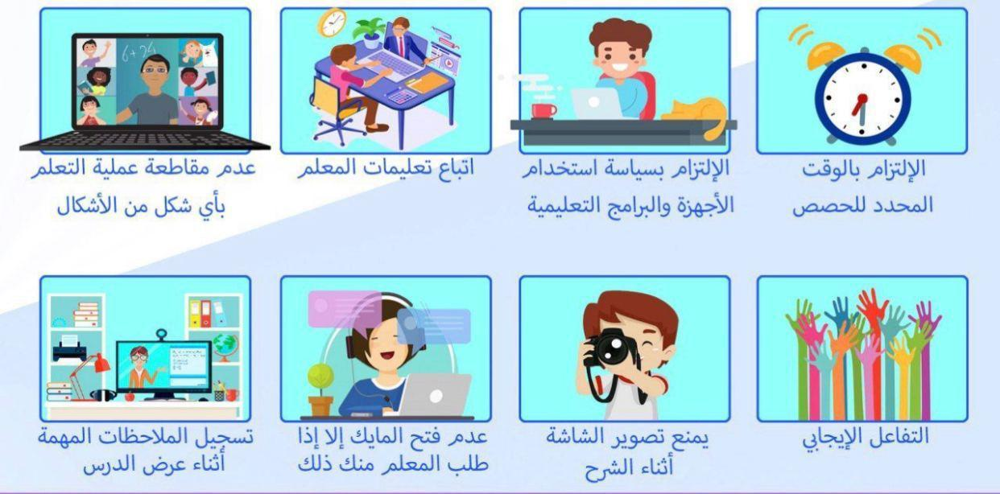 الإلتزام بالوقت
المحدد للحصص
الإلتزام بسياسة استخدام
الأجهزة والبرامج التعليمية
اتباع تعليمات المعلم
6+24
عدم مقاطعة عملية التعلم
بأي شكل من الأشكال
التفاعل الإيجابي
يمنع تصوير الشاشة
أثناء الشرح
عدم فتح المايك إلا إذا
طلب المعلم منك ذلك
تسجيل الملاحظات المهمة
أثناء عرض الدرس